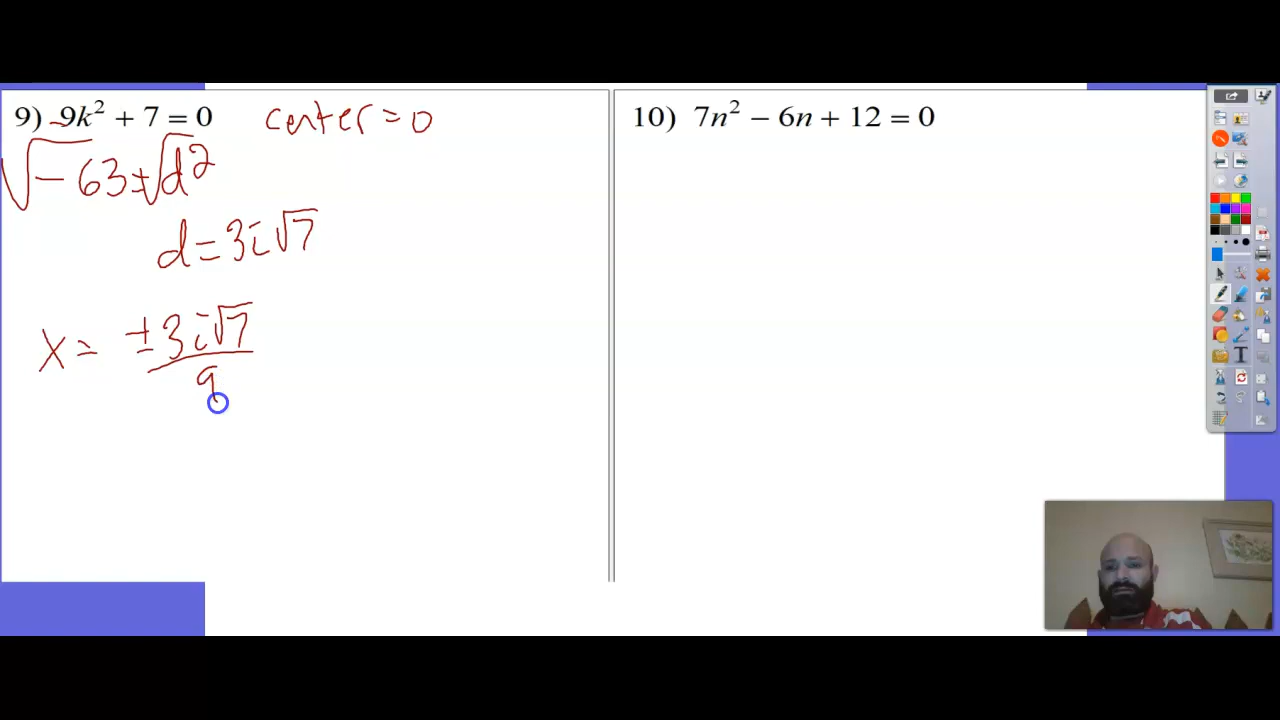 9) 9k² + 7 = 0 center = 0
√-63 = ±√d²
d = 3i√7
x = ±3i√7 / 9
10) 7n² − 6n + 12 = 0